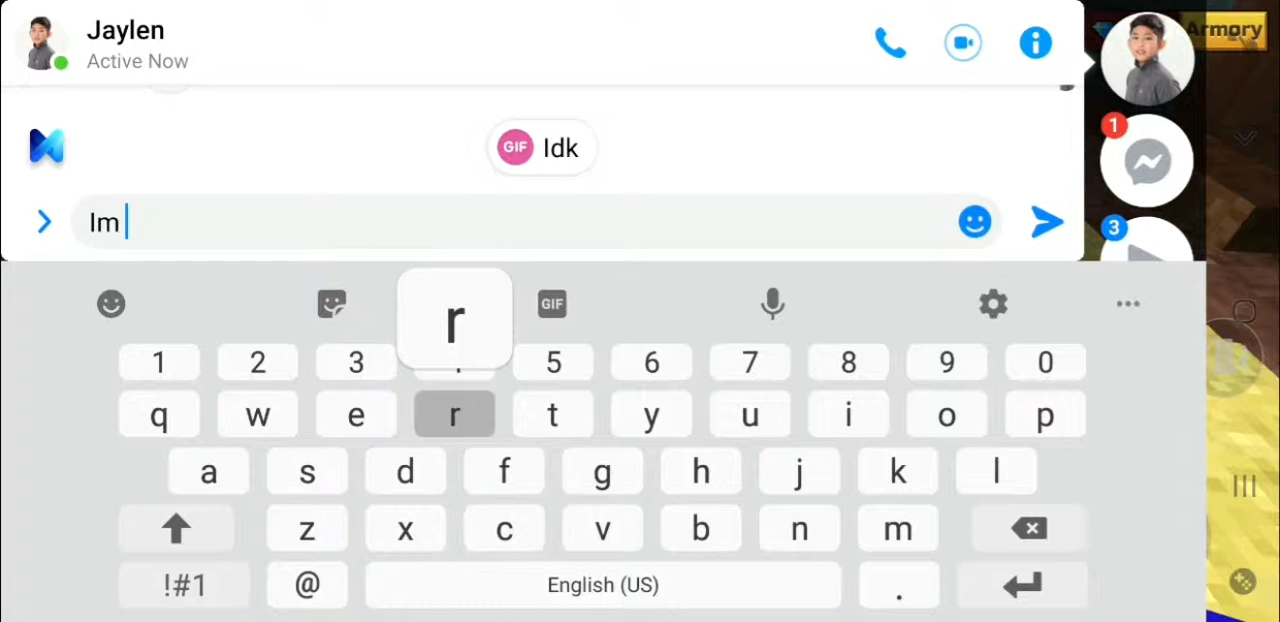 Jaylen
Active Now
Armory
1
GIF Idk
Im
3
r
GIF
1 2 3 5 6 7 8 9 0
q w e r t y u i o p
a s d f g h j k l
z x c v b n m
!#1 @ English (US) .